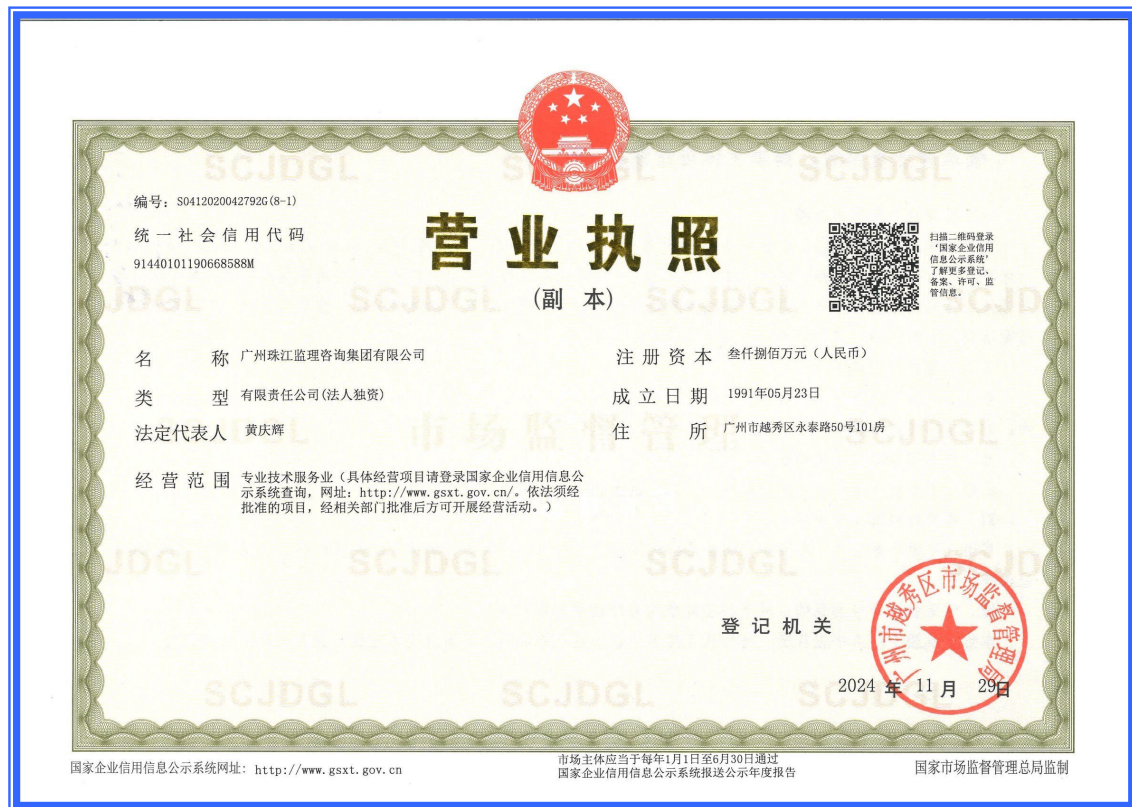 编号：S0412020042792G(8-1)
统一社会信用代码
91440101190668588M
营业执照
(副 本)
扫描二维码登录
‘国家企业信用
信息公示系统’
了解更多登记、
备案、许可、监
管信息。
名 称 广州珠江监理咨询集团有限公司
注册资本 叁仟捌佰万元（人民币）
类 型 有限责任公司(法人独资)
成立日期 1991年05月23日
法定代表人 黄庆辉
住 所 广州市越秀区永泰路50号101房
经营范围 专业技术服务业（具体经营项目请登录国家企业信用信息公
示系统查询，网址：http://www.gsxt.gov.cn/。依法须经
批准的项目，经相关部门批准后方可开展经营活动。）
SCJDGL
市场监督管理
登记机关
广州市越秀区市场监督管理局
2024 年 11 月 29日
国家企业信用信息公示系统网址：http://www.gsxt.gov.cn
市场主体应当于每年1月1日至6月30日通过
国家企业信用信息公示系统报送公示年度报告
国家市场监督管理总局监制